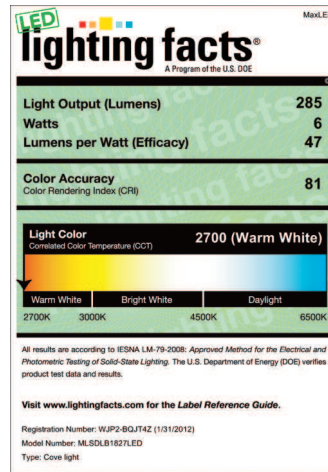 LED
MaxLE
lighting facts®
A Program of the U.S. DOE
Light Output (Lumens) 285
Watts 6
Lumens per Watt (Efficacy) 47
Color Accuracy 81
Color Rendering Index (CRI)
Light Color
Correlated Color Temperature (CCT)
2700 (Warm White)
Warm White Bright White Daylight
2700K 3000K 4500K 6500K
All results are according to IESNA LM-79-2008: Approved Method for the Electrical and
Photometric Testing of Solid-State Lighting. The U.S. Department of Energy (DOE) verifies
product test data and results.
Visit www.lightingfacts.com for the Label Reference Guide.
Registration Number: WJP2-BQJT4Z (1/31/2012)
Model Number: MLSDLB1827LED
Type: Cove light